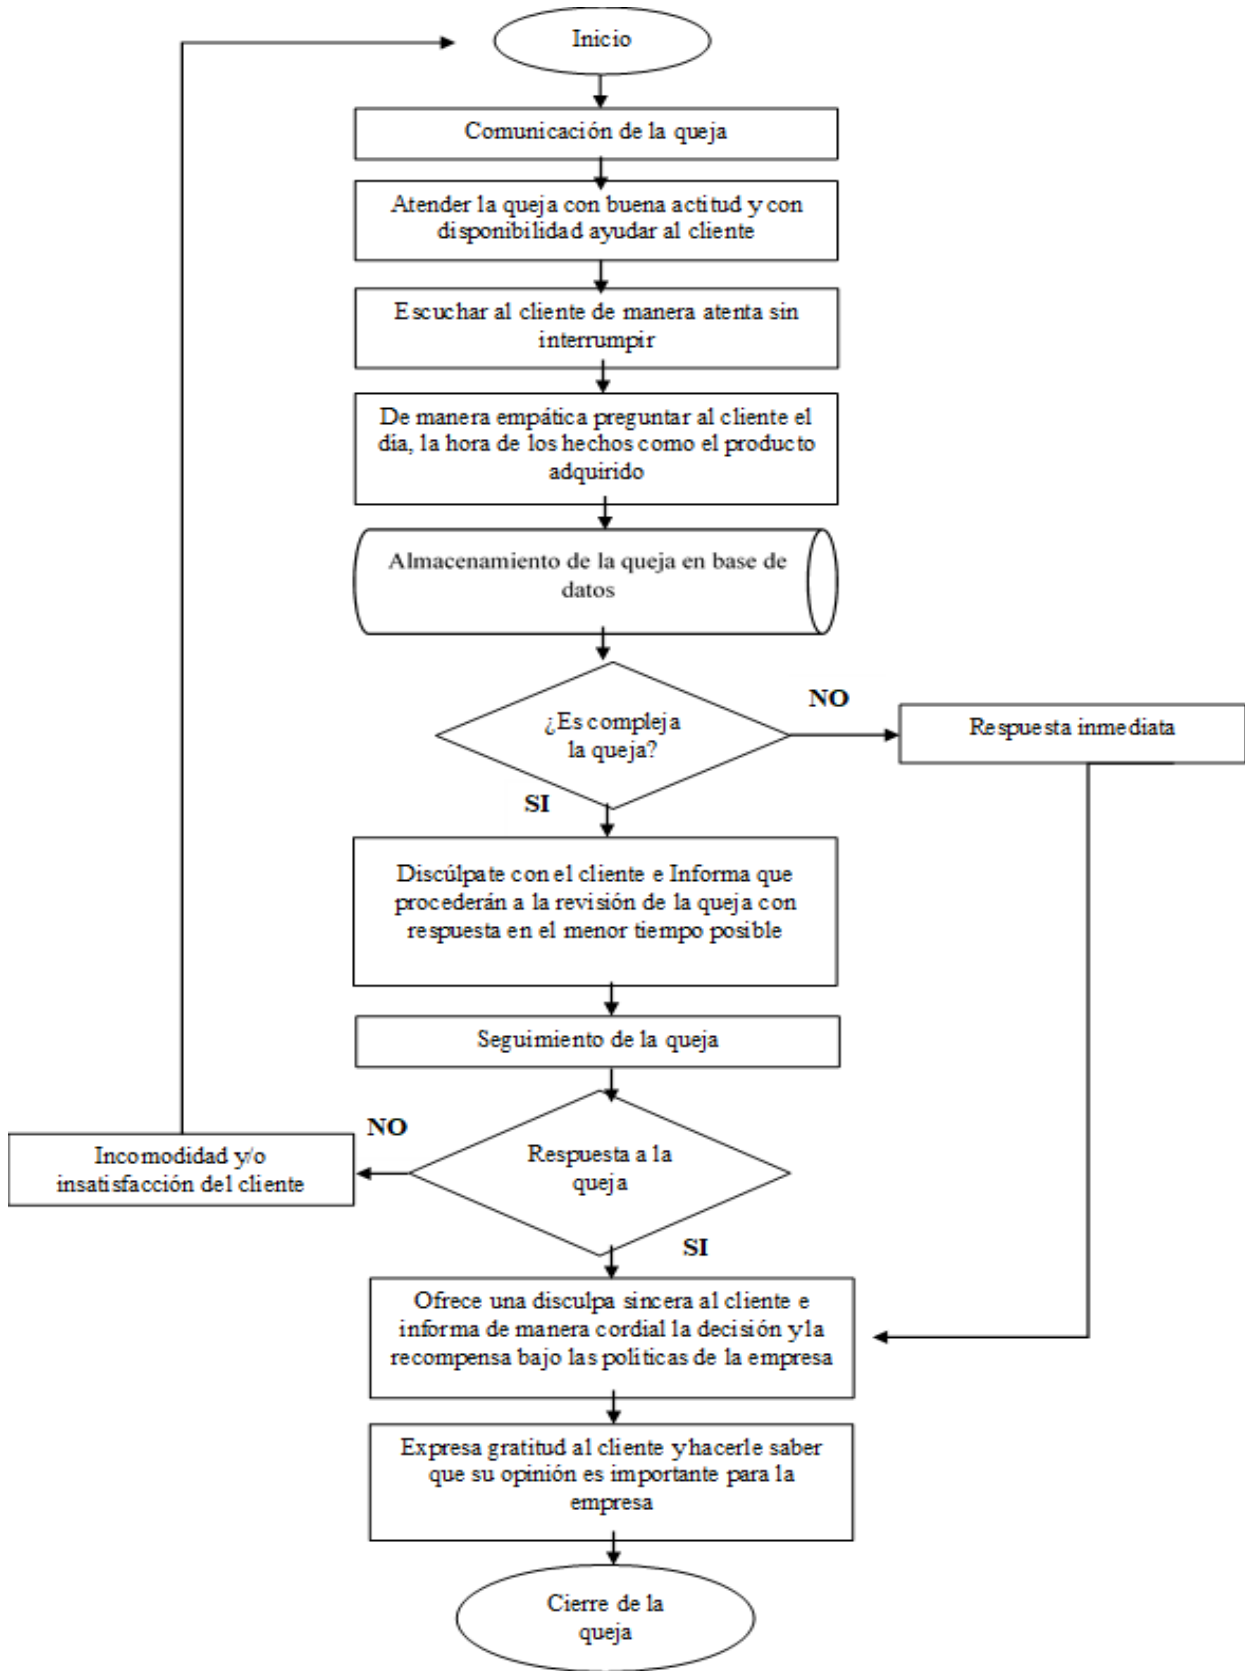 Inicio
Comunicación de la queja
Atender la queja con buena actitud y con
disponibilidad ayudar al cliente
Escuchar al cliente de manera atenta sin
interrumpir
De manera empática preguntar al cliente el
día, la hora de los hechos como el producto
adquirido
Almacenamiento de la queja en base de
datos
¿Es compleja
la queja?
NO
Respuesta inmediata
SI
Discúlpate con el cliente e Informa que
procederán a la revisión de la queja con
respuesta en el menor tiempo posible
Seguimiento de la queja
Respuesta a la
queja
NO
Incomodidad y/o
insatisfacción del cliente
SI
Ofrece una disculpa sincera al cliente e
informa de manera cordial la decisión y la
recompensa bajo las políticas de la empresa
Expresa gratitud al cliente y hacerle saber
que su opinión es importante para la
empresa
Cierre de la
queja